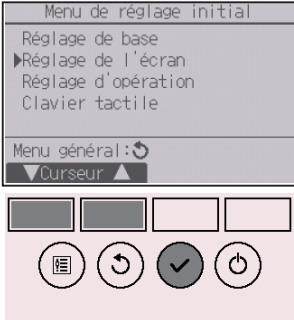 Menu de réglage initial
Réglage de base
▶Réglage de l'écran
Réglage d'opération
Clavier tactile
Menu général:↺
▼Curseur▲